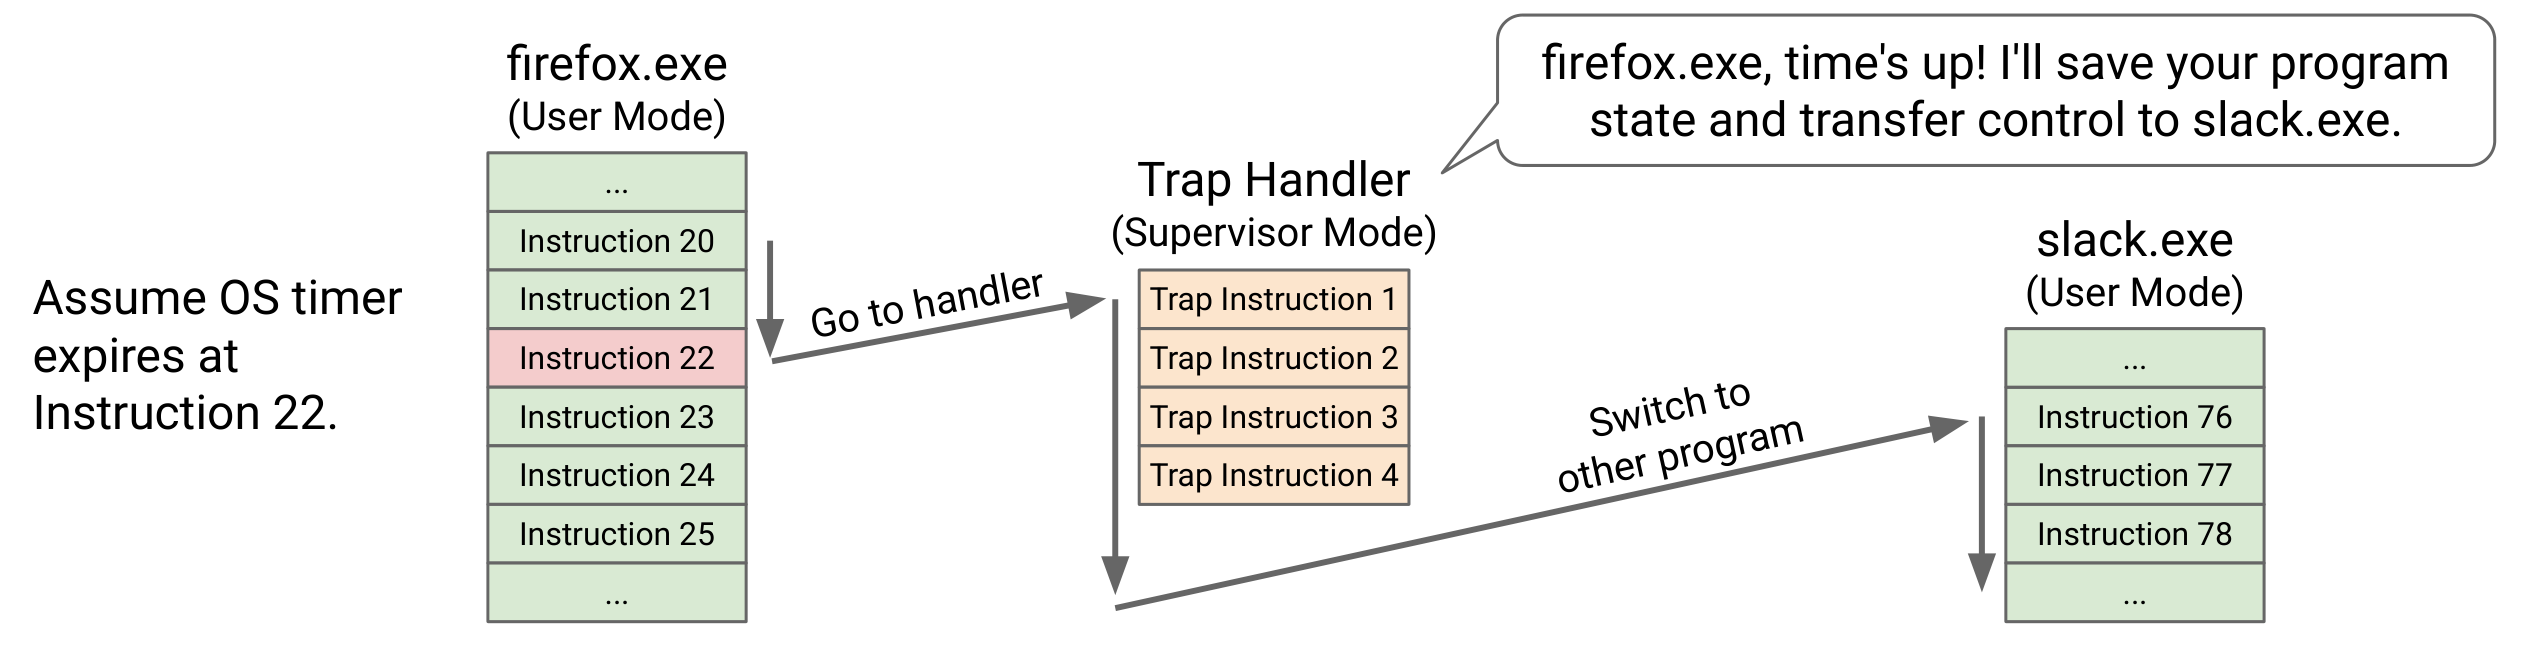 Assume OS timer
expires at
Instruction 22.
firefox.exe
(User Mode)
...
Instruction 20
Instruction 21
Instruction 22
Instruction 23
Instruction 24
Instruction 25
...
Go to handler
Trap Handler
(Supervisor Mode)
Trap Instruction 1
Trap Instruction 2
Trap Instruction 3
Trap Instruction 4
firefox.exe, time's up! I'll save your program
state and transfer control to slack.exe.
Switch to
other program
slack.exe
(User Mode)
...
Instruction 76
Instruction 77
Instruction 78
...